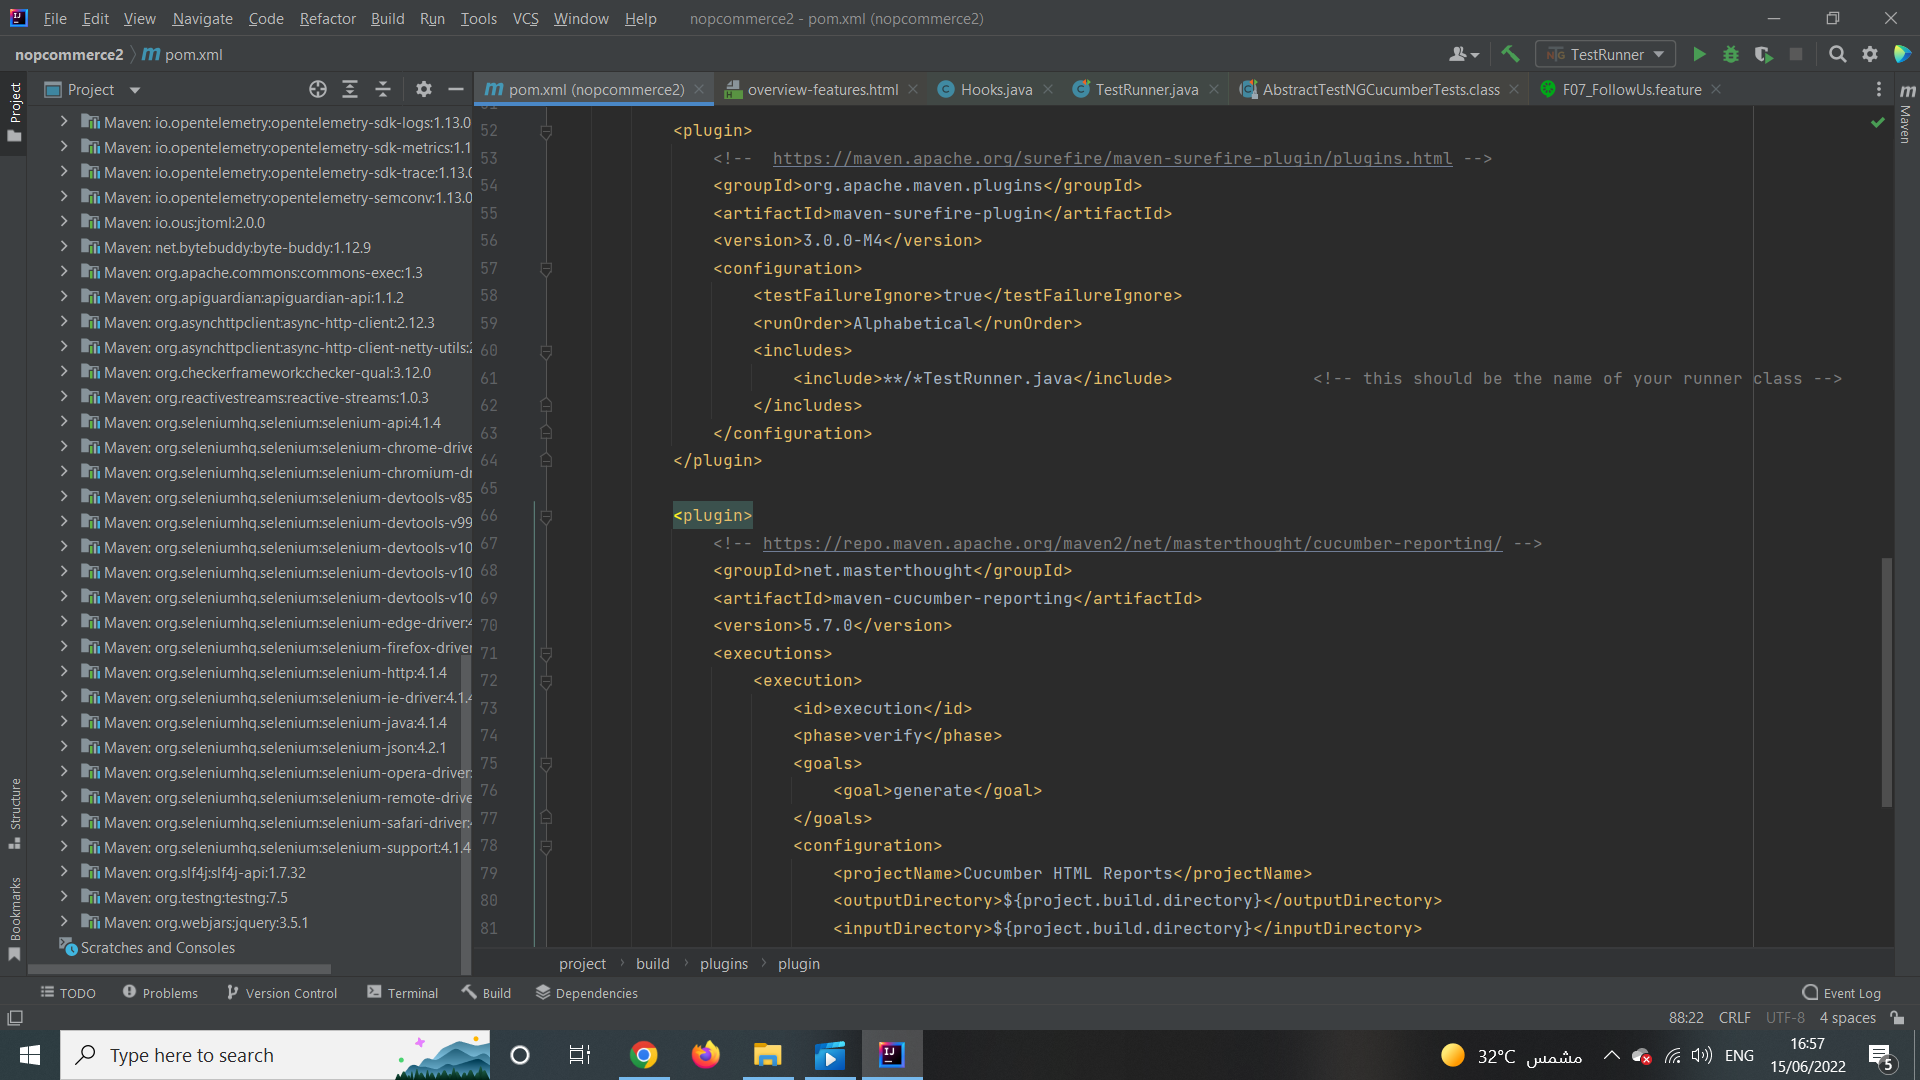 File Edit View Navigate Code Refactor Build Run Tools VCS Window Help nopcommerce2 - pom.xml (nopcommerce2)
nopcommerce2 m pom.xml
TestRunner
Project
pom.xml (nopcommerce2) overview-features.html Hooks.java TestRunner.java AbstractTestNGCucumberTests.class F07_FollowUs.feature
Project
Structure
Bookmarks
Maven
Maven: io.opentelemetry:opentelemetry-sdk-logs:1.13.0
Maven: io.opentelemetry:opentelemetry-sdk-metrics:1.1
Maven: io.opentelemetry:opentelemetry-sdk-trace:1.13.0
Maven: io.opentelemetry:opentelemetry-semconv:1.13.0
Maven: io.ous:jtoml:2.0.0
Maven: net.bytebuddy:byte-buddy:1.12.9
Maven: org.apache.commons:commons-exec:1.3
Maven: org.apiguardian:apiguardian-api:1.1.2
Maven: org.asynchttpclient:async-http-client:2.12.3
Maven: org.asynchttpclient:async-http-client-netty-utils:2
Maven: org.checkerframework:checker-qual:3.12.0
Maven: org.reactivestreams:reactive-streams:1.0.3
Maven: org.seleniumhq.selenium:selenium-api:4.1.4
Maven: org.seleniumhq.selenium:selenium-chrome-drive
Maven: org.seleniumhq.selenium:selenium-chromium-dr
Maven: org.seleniumhq.selenium:selenium-devtools-v85
Maven: org.seleniumhq.selenium:selenium-devtools-v99
Maven: org.seleniumhq.selenium:selenium-devtools-v10
Maven: org.seleniumhq.selenium:selenium-devtools-v10
Maven: org.seleniumhq.selenium:selenium-devtools-v10
Maven: org.seleniumhq.selenium:selenium-edge-driver:4
Maven: org.seleniumhq.selenium:selenium-firefox-driver
Maven: org.seleniumhq.selenium:selenium-http:4.1.4
Maven: org.seleniumhq.selenium:selenium-ie-driver:4.1.4
Maven: org.seleniumhq.selenium:selenium-java:4.1.4
Maven: org.seleniumhq.selenium:selenium-json:4.2.1
Maven: org.seleniumhq.selenium:selenium-opera-driver:
Maven: org.seleniumhq.selenium:selenium-remote-drive
Maven: org.seleniumhq.selenium:selenium-safari-driver:
Maven: org.seleniumhq.selenium:selenium-support:4.1.4
Maven: org.slf4j:slf4j-api:1.7.32
Maven: org.testng:testng:7.5
Maven: org.webjars:jquery:3.5.1
Scratches and Consoles
52 <plugin>
53 <!-- https://maven.apache.org/surefire/maven-surefire-plugin/plugins.html -->
54 <groupId>org.apache.maven.plugins</groupId>
55 <artifactId>maven-surefire-plugin</artifactId>
56 <version>3.0.0-M4</version>
57 <configuration>
58 <testFailureIgnore>true</testFailureIgnore>
59 <runOrder>Alphabetical</runOrder>
60 <includes>
61 <include>**/*TestRunner.java</include> <!-- this should be the name of your runner class -->
62 </includes>
63 </configuration>
64 </plugin>
65
66 <plugin>
67 <!-- https://repo.maven.apache.org/maven2/net/masterthought/cucumber-reporting/ -->
68 <groupId>net.masterthought</groupId>
69 <artifactId>maven-cucumber-reporting</artifactId>
70 <version>5.7.0</version>
71 <executions>
72 <execution>
73 <id>execution</id>
74 <phase>verify</phase>
75 <goals>
76 <goal>generate</goal>
77 </goals>
78 <configuration>
79 <projectName>Cucumber HTML Reports</projectName>
80 <outputDirectory>${project.build.directory}</outputDirectory>
81 <inputDirectory>${project.build.directory}</inputDirectory>
project build plugins plugin
TODO Problems Version Control Terminal Build Dependencies Event Log
88:22 CRLF UTF-8 4 spaces
Type here to search
32°C مشمس ENG 16:57
15/06/2022
5